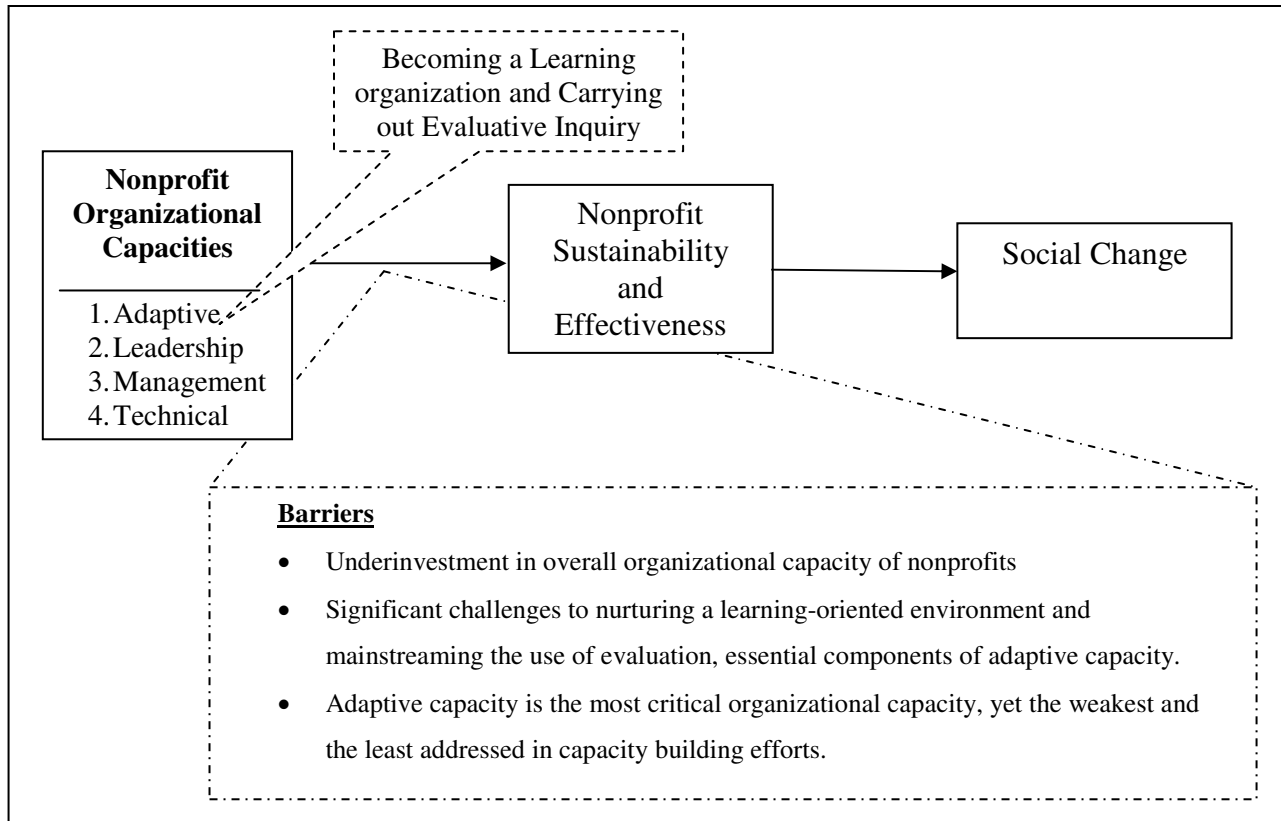 Becoming a Learning
organization and Carrying
out Evaluative Inquiry
Nonprofit
Organizational
Capacities
1. Adaptive
2. Leadership
3. Management
4. Technical
Nonprofit
Sustainability
and
Effectiveness
Social Change
Barriers
• Underinvestment in overall organizational capacity of nonprofits
• Significant challenges to nurturing a learning-oriented environment and
mainstreaming the use of evaluation, essential components of adaptive capacity.
• Adaptive capacity is the most critical organizational capacity, yet the weakest and
the least addressed in capacity building efforts.